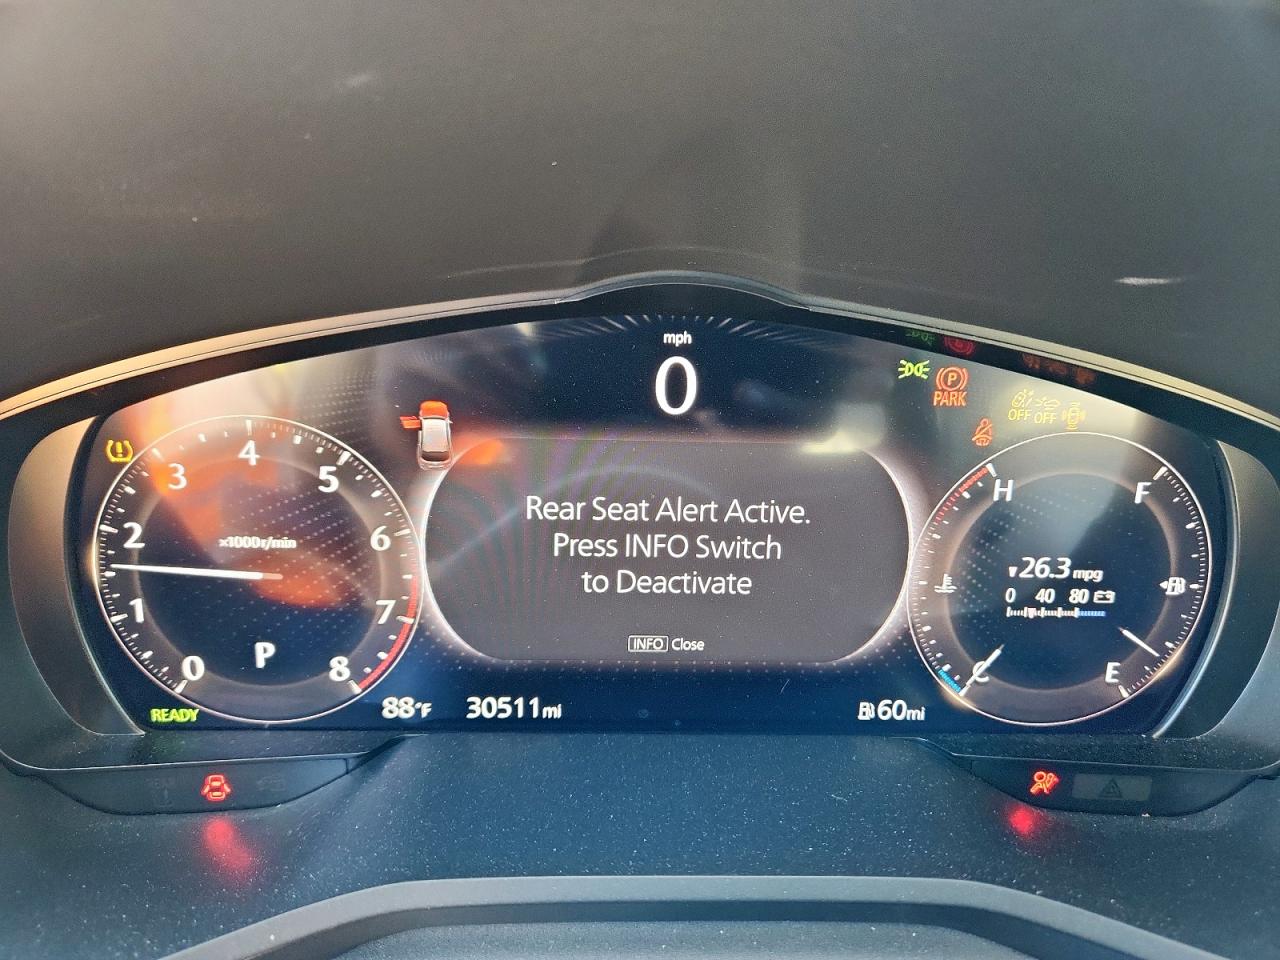 mph
0
PARK
OFF OFF
0
1
2
3
4
5
6
7
8
x1000r/min
P
READY
Rear Seat Alert Active.
Press INFO Switch
to Deactivate
INFO Close
88°F
30511mi
60mi
H
C
F
E
26.3 mpg
0 40 80